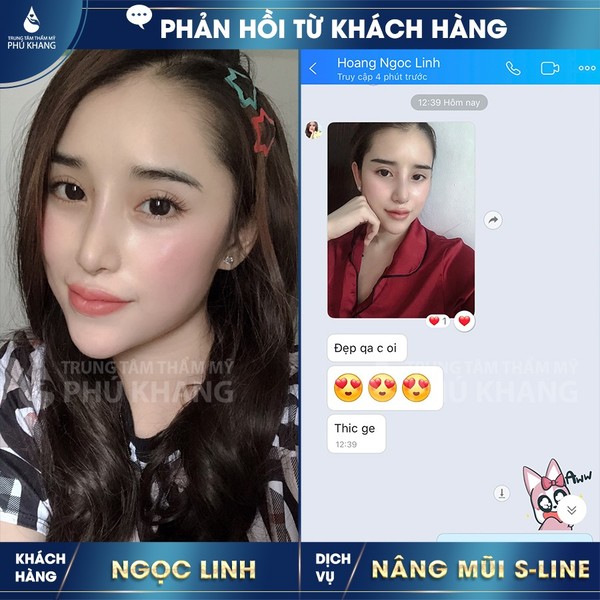 TRUNG TÂM THẨM MỸ
PHÚ KHANG
PHẢN HỒI TỪ KHÁCH HÀNG
Hoang Ngoc Linh
Truy cập 4 phút trước
12:39 Hôm nay
1
Đẹp qa c oi
Thic ge
12:39
Aww
TRUNG TÂM THẨM MỸ
PHÚ KHANG
TRUNG TÂM THẨM MỸ
PHÚ KHANG
KHÁCH HÀNG
NGỌC LINH
DỊCH VỤ
NÂNG MŨI S-LINE